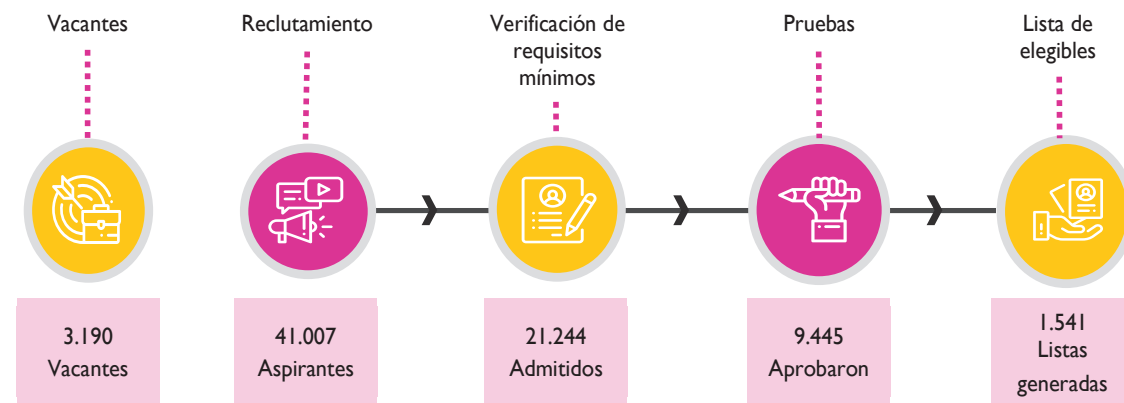 Vacantes
Reclutamiento
Verificación de
requisitos
mínimos
Pruebas
Lista de
elegibles
3.190
Vacantes
41.007
Aspirantes
21.244
Admitidos
9.445
Aprobaron
1.541
Listas
generadas